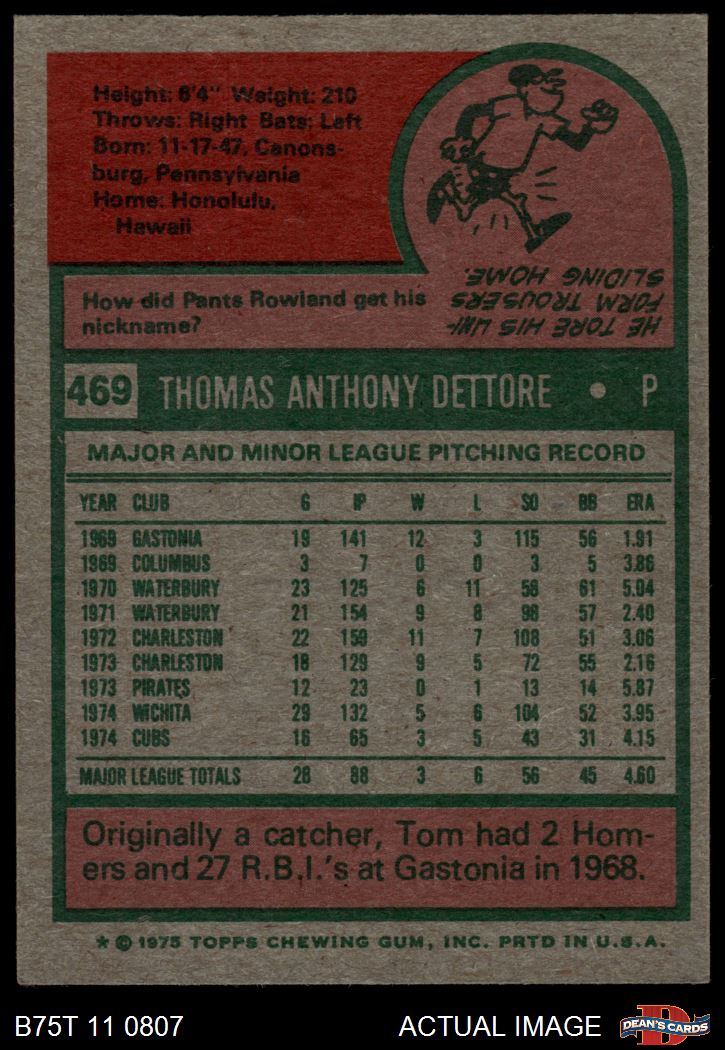 Height: 6'4" Weight: 210
Throws: Right Bats: Left
Born: 11-17-47, Canons-
burg, Pennsylvania
Home: Honolulu,
Hawaii
How did Pants Rowland get his
nickname?
HE TORE HIS UNI-
FORM TROUSERS
SLIDING HOME.
469 THOMAS ANTHONY DETTORE • P
MAJOR AND MINOR LEAGUE PITCHING RECORD
YEAR CLUB G IP W L SO BB ERA
1969 GASTONIA 19 141 12 3 115 56 1.91
1969 COLUMBUS 3 7 0 0 3 5 3.86
1970 WATERBURY 23 125 6 11 56 61 5.04
1971 WATERBURY 21 154 9 8 98 57 2.40
1972 CHARLESTON 22 159 11 7 108 51 3.06
1973 CHARLESTON 18 129 9 5 72 55 2.16
1973 PIRATES 12 23 0 1 13 14 5.87
1974 WICHITA 29 132 5 6 104 52 3.95
1974 CUBS 16 65 3 5 43 31 4.15
MAJOR LEAGUE TOTALS 28 88 3 6 56 45 4.60
Originally a catcher, Tom had 2 Hom-
ers and 27 R.B.I.'s at Gastonia in 1968.
* © 1975 TOPPS CHEWING GUM, INC. PRTD IN U.S.A.
B75T 11 0807 ACTUAL IMAGE DEAN'S CARDS